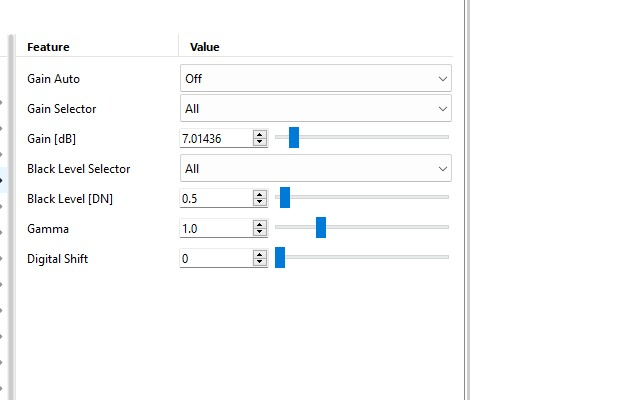 Feature Value
Gain Auto Off
Gain Selector All
Gain [dB] 7.01436
Black Level Selector All
Black Level [DN] 0.5
Gamma 1.0
Digital Shift 0